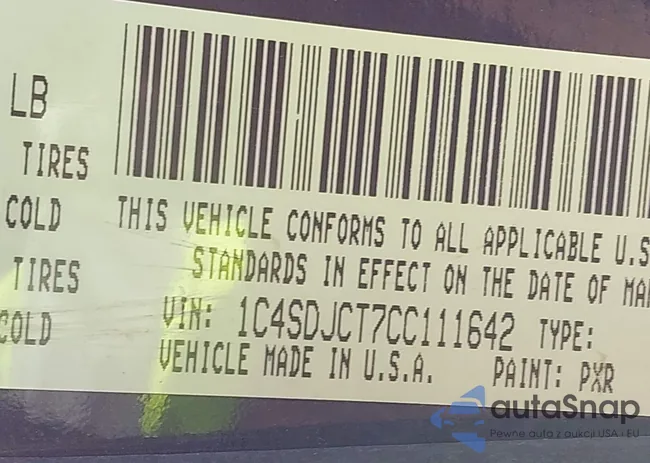 LB
TIRES
COLD
TIRES
COLD
THIS VEHICLE CONFORMS TO ALL APPLICABLE U.S
STANDARDS IN EFFECT ON THE DATE OF MA
VIN: 1C4SDJCT7CC111642 TYPE:
VEHICLE MADE IN U.S.A. PAINT: PXR
autaSnap
Pewne auta z aukcji USA i EU